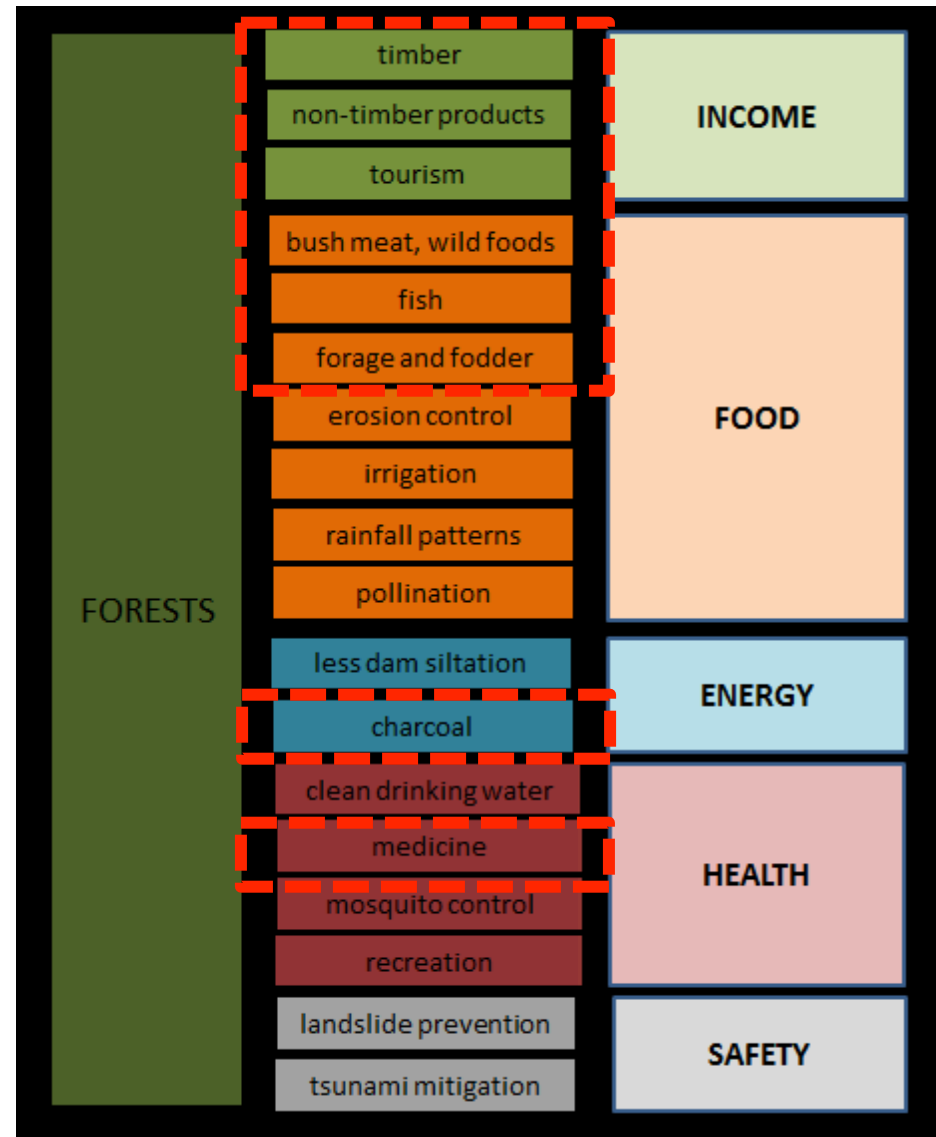 FORESTS
timber
non-timber products
tourism
INCOME
bush meat, wild foods
fish
forage and fodder
erosion control
irrigation
rainfall patterns
pollination
FOOD
less dam siltation
charcoal
ENERGY
clean drinking water
medicine
mosquito control
recreation
HEALTH
landslide prevention
tsunami mitigation
SAFETY